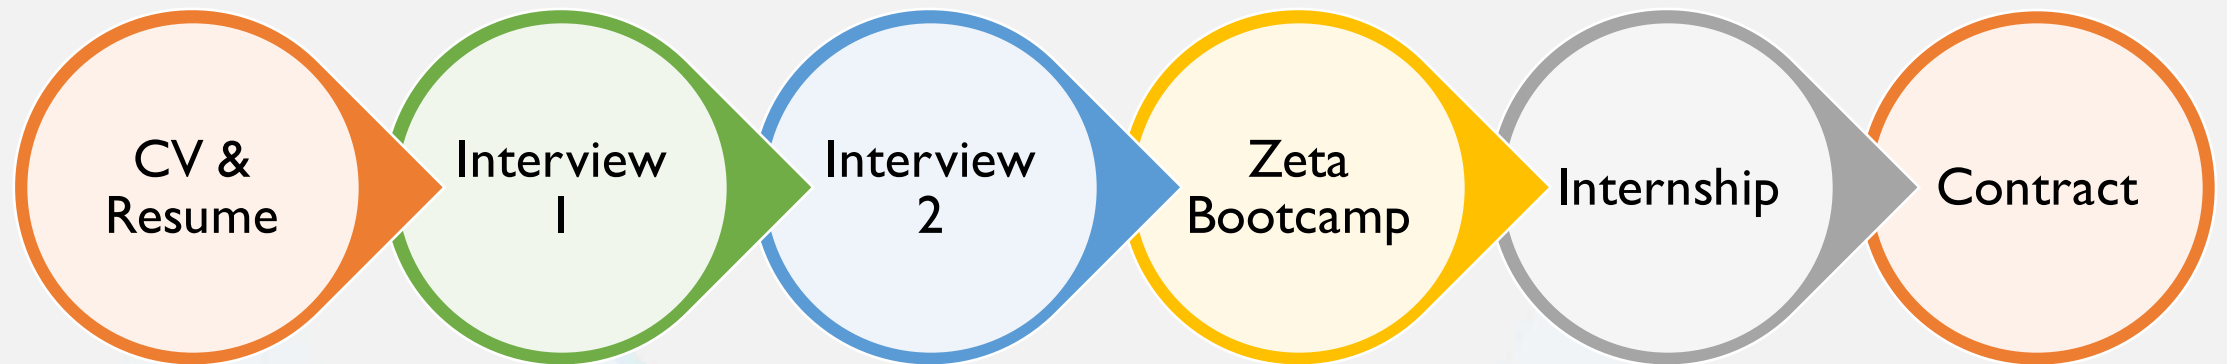 CV &
Resume
Interview
1
Interview
2
Zeta
Bootcamp
Internship
Contract